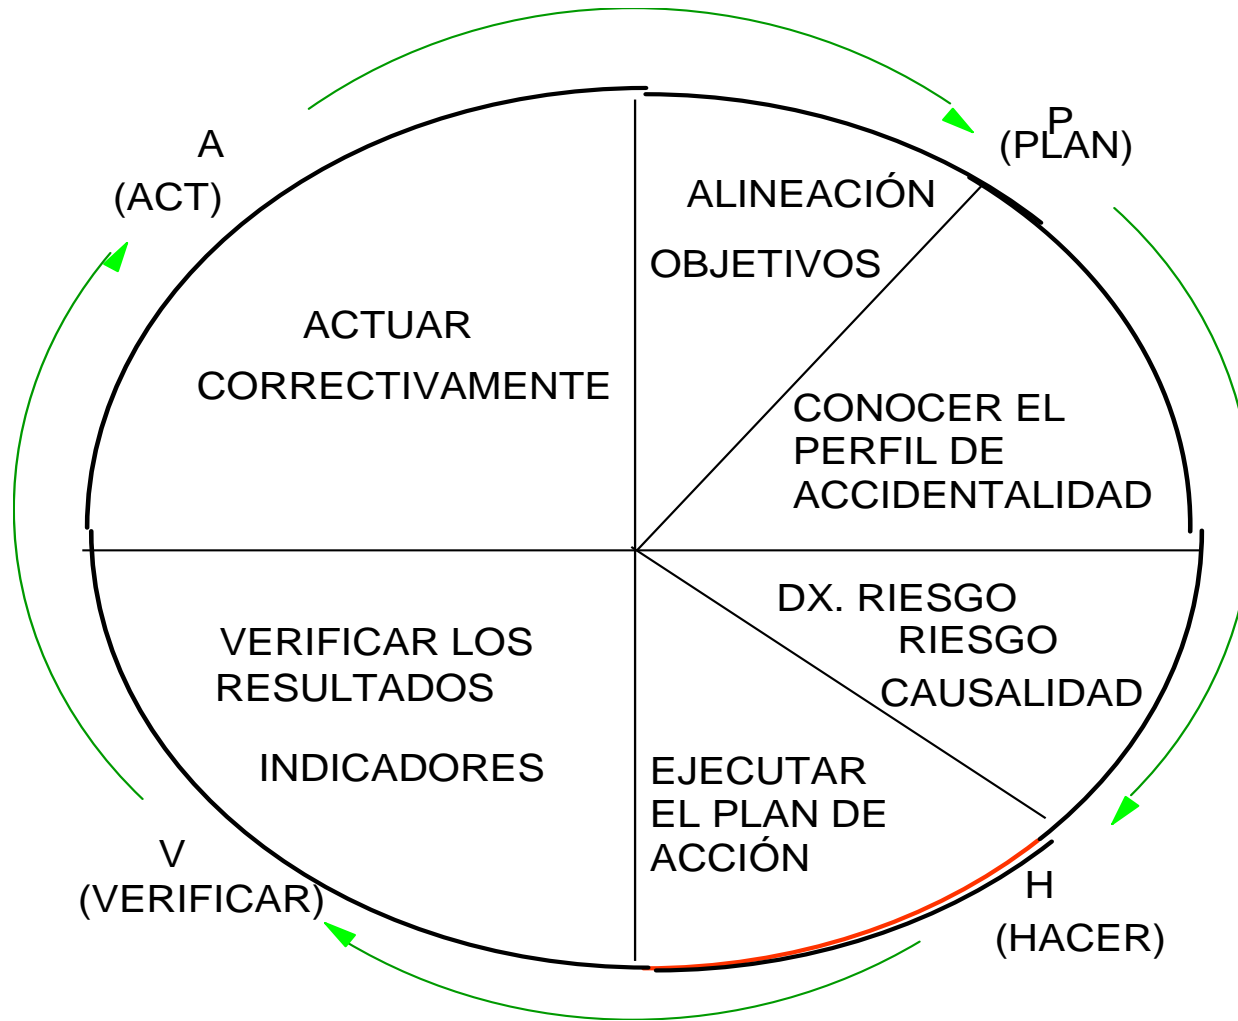 A
(ACT)
P
(PLAN)
ALINEACIÓN
OBJETIVOS
ACTUAR
CORRECTIVAMENTE
CONOCER EL
PERFIL DE
ACCIDENTALIDAD
DX. RIESGO
RIESGO
CAUSALIDAD
VERIFICAR LOS
RESULTADOS
INDICADORES
EJECUTAR
EL PLAN DE
ACCIÓN
V
(VERIFICAR)
H
(HACER)